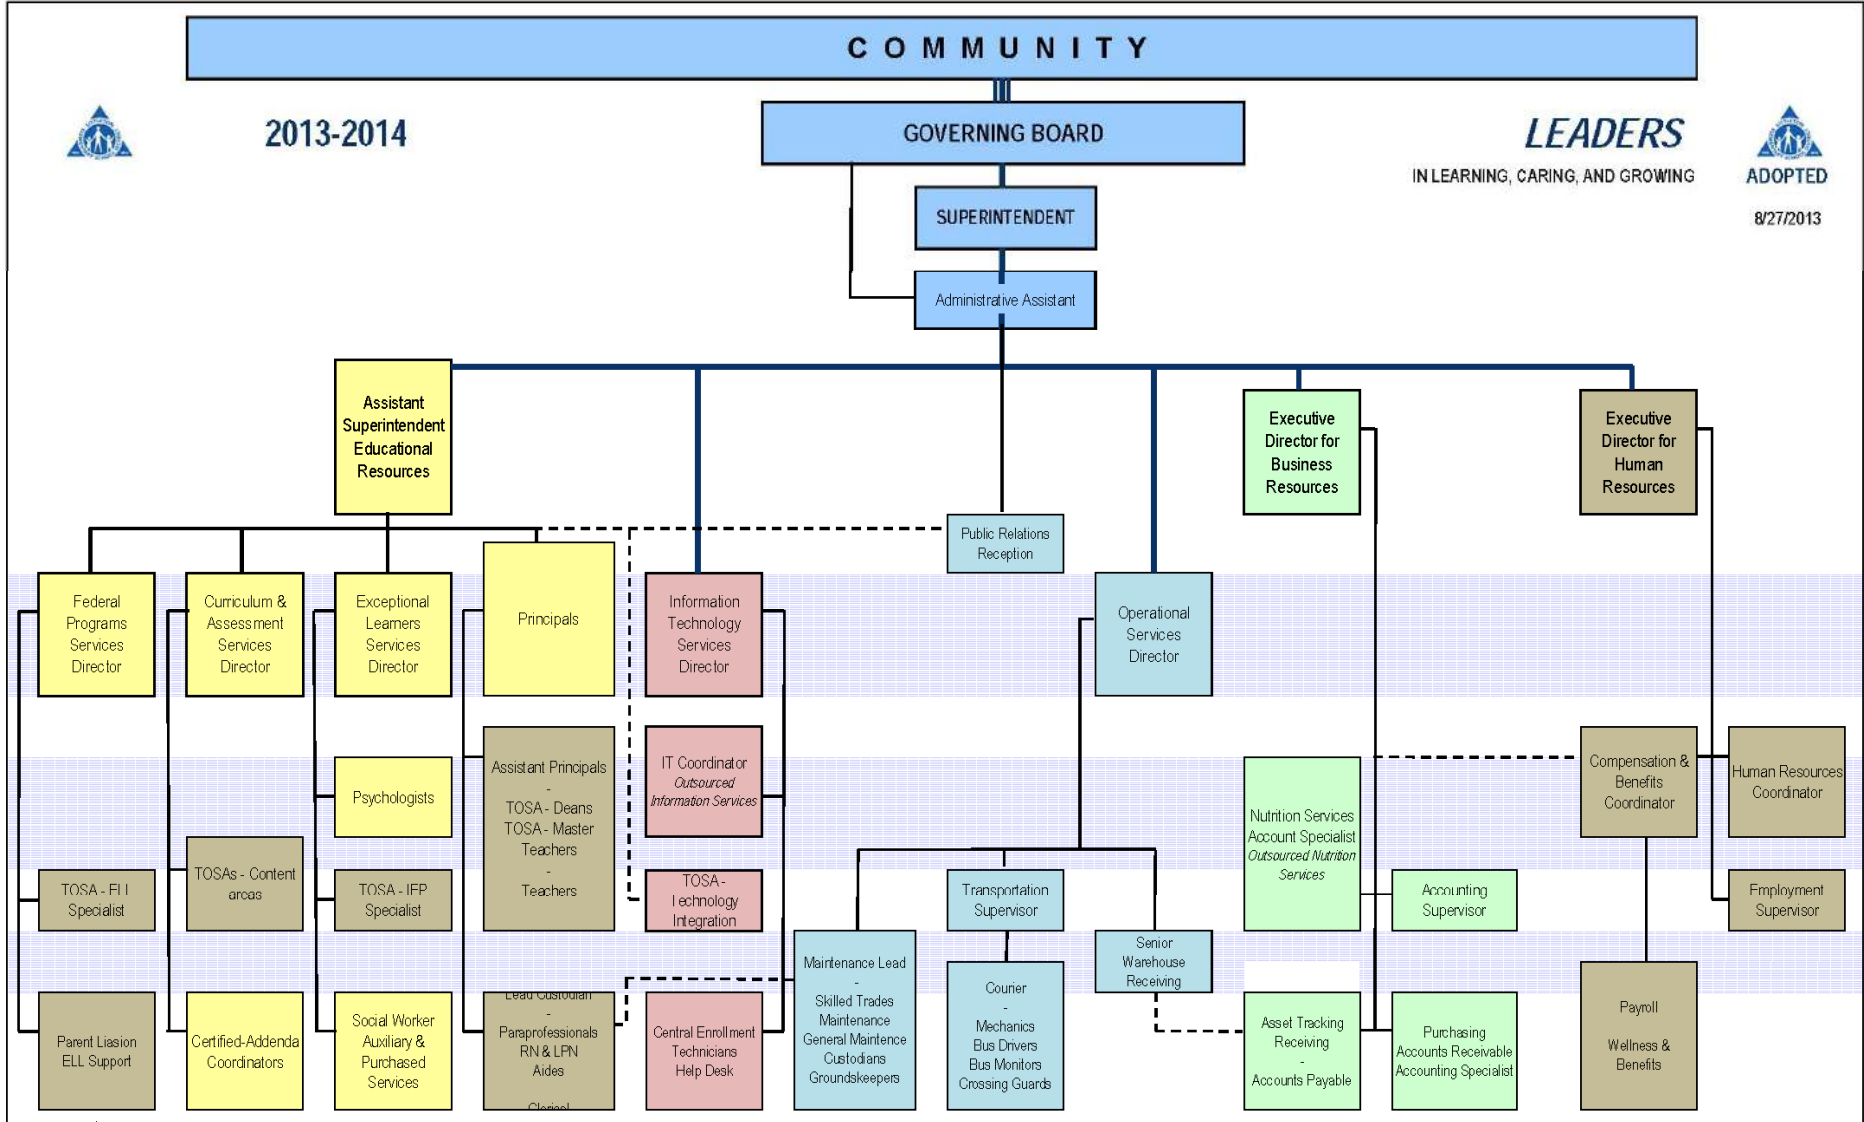 COMMUNITY
2013-2014
GOVERNING BOARD
LEADERS
IN LEARNING, CARING, AND GROWING
ADOPTED
8/27/2013
SUPERINTENDENT
Administrative Assistant
Assistant
Superintendent
Educational
Resources
Executive
Director for
Business
Resources
Executive
Director for
Human
Resources
Public Relations
Reception
Federal
Programs
Services
Director
Curriculum &
Assessment
Services
Director
Exceptional
Learners
Services
Director
Principals
Information
Technology
Services
Director
Operational
Services
Director
Psychologists
Assistant Principals
-
TOSA - Deans
TOSA - Master
Teachers
-
Teachers
IT Coordinator
Outsourced
Information Services
Nutrition Services
Account Specialist
Outsourced Nutrition
Services
Compensation &
Benefits
Coordinator
Human Resources
Coordinator
TOSA - ELL
Specialist
TOSAs - Content
areas
TOSA - IEP
Specialist
TOSA -
Technology
Integration
Transportation
Supervisor
Accounting
Supervisor
Employment
Supervisor
Maintenance Lead
-
Skilled Trades
Maintenance
General Maintence
Custodians
Groundskeepers
Courier
-
Mechanics
Bus Drivers
Bus Monitors
Crossing Guards
Senior
Warehouse
Receiving
Parent Liasion
ELL Support
Certified-Addenda
Coordinators
Social Worker
Auxiliary &
Purchased
Services
Lead Custodian
-
Paraprofessionals
RN & LPN
Aides
Clerical
Central Enrollment
Technicians
Help Desk
Asset Tracking
Receiving
-
Accounts Payable
Purchasing
Accounts Receivable
Accounting Specialist
Payroll
Wellness &
Benefits